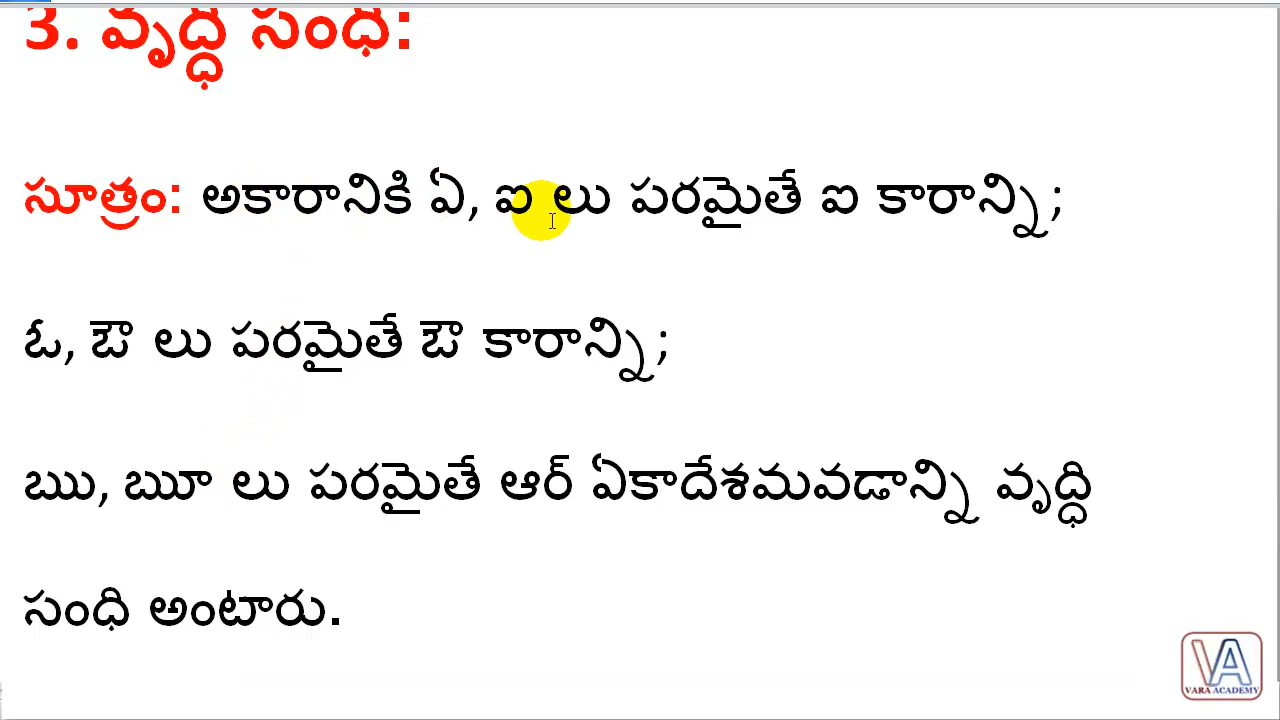 3. వృద్ధి సంధి:
సూత్రం: అకారానికి ఏ, ఐ లు పరమైతే ఐ కారాన్ని;
ఓ, ఔ లు పరమైతే ఔ కారాన్ని;
ఋ, ౠ లు పరమైతే ఆర్ ఏకాదేశమవడాన్ని వృద్ధి
సంధి అంటారు.
VARA ACADEMY